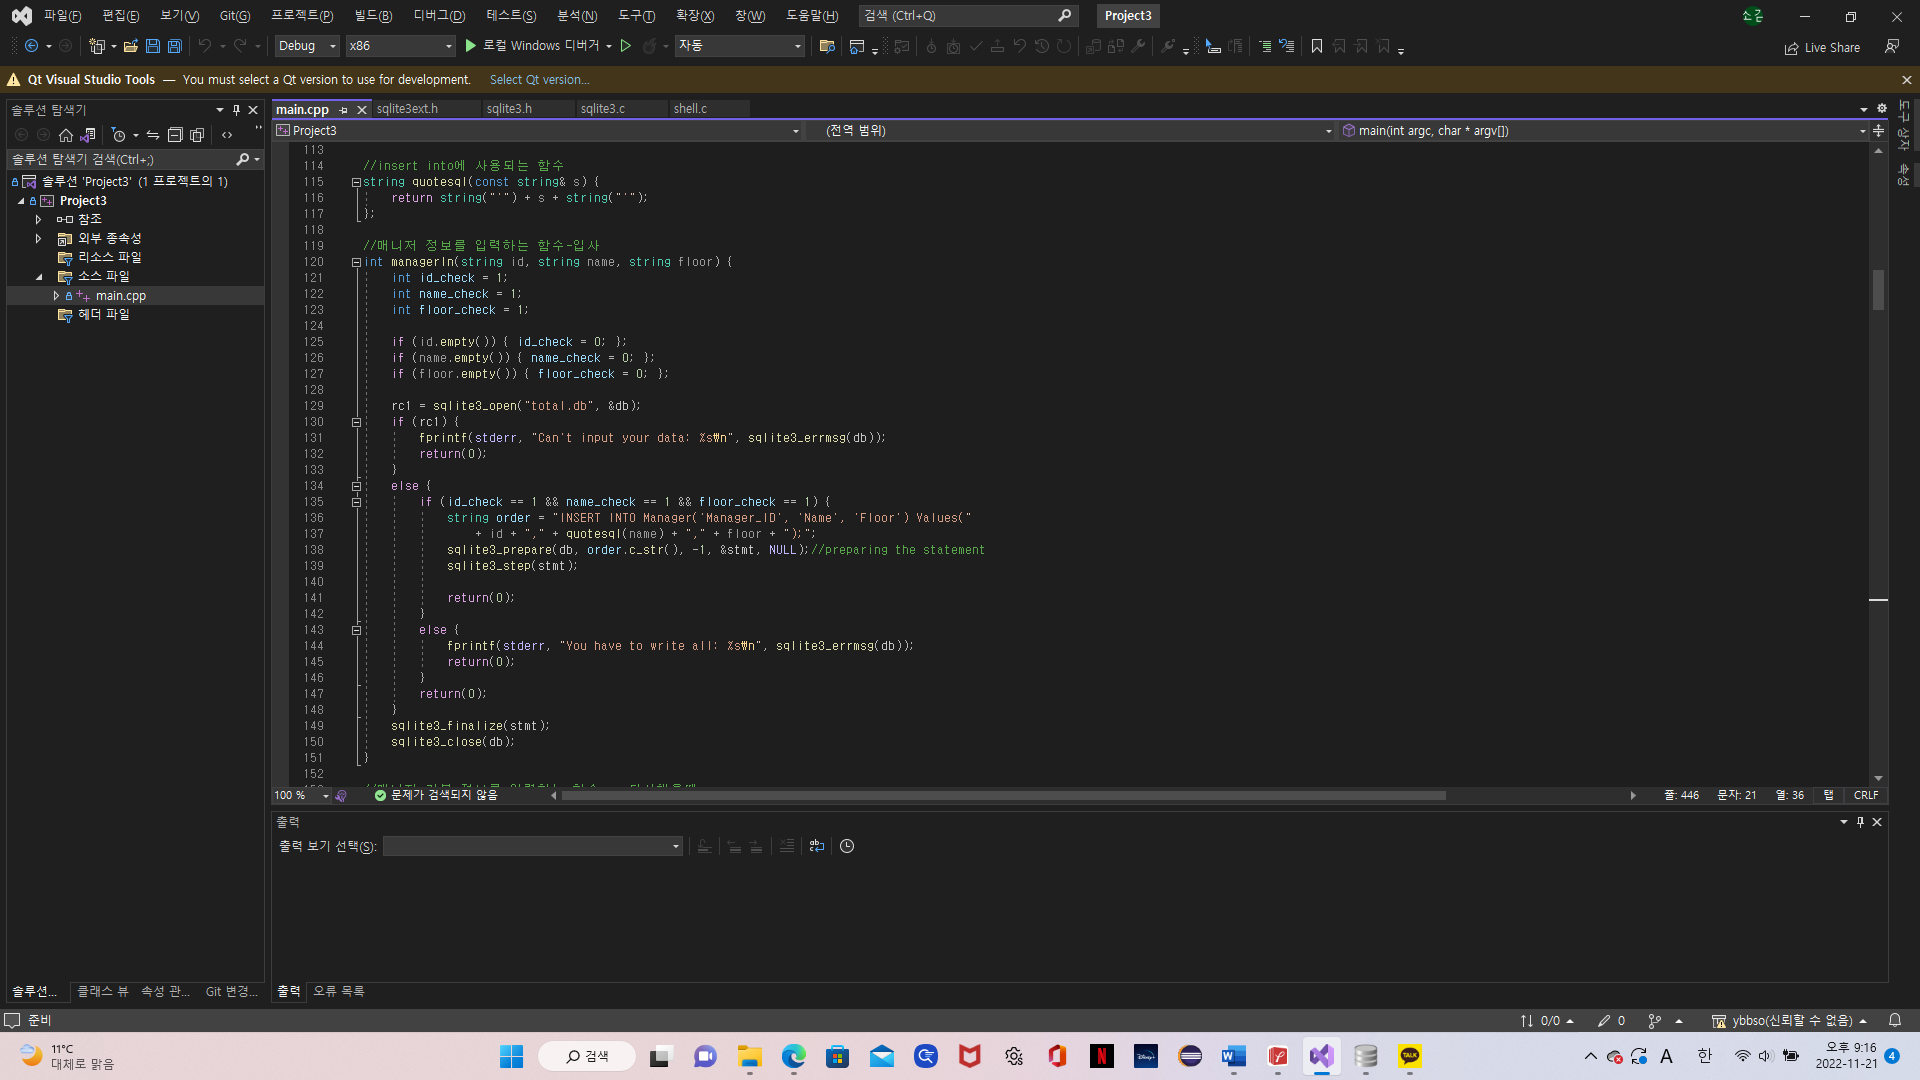 파일(F) 편집(E) 보기(V) Git(G) 프로젝트(P) 빌드(B) 디버그(D) 테스트(S) 분석(N) 도구(T) 확장(X) 창(W) 도움말(H) 검색 (Ctrl+Q) Project3 소긷
Debug x86 로컬 Windows 디버거 자동 Live Share
Qt Visual Studio Tools — You must select a Qt version to use for development. Select Qt version...
솔루션 탐색기
솔루션 탐색기 검색(Ctrl+;)
솔루션 'Project3' (1 프로젝트의 1)
Project3
참조
외부 종속성
리소스 파일
소스 파일
main.cpp
헤더 파일
솔루션... 클래스 뷰 속성 관... Git 변경...
main.cpp sqlite3ext.h sqlite3.h sqlite3.c shell.c
Project3 (전역 범위) main(int argc, char * argv[])
113
114 //insert into에 사용되는 함수
115 string quotesql(const string& s) {
116 return string("'") + s + string("'");
117 };
118
119 //매니저 정보를 입력하는 함수-입사
120 int managerIn(string id, string name, string floor) {
121 int id_check = 1;
122 int name_check = 1;
123 int floor_check = 1;
124
125 if (id.empty()) { id_check = 0; };
126 if (name.empty()) { name_check = 0; };
127 if (floor.empty()) { floor_check = 0; };
128
129 rc1 = sqlite3_open("total.db", &db);
130 if (rc1) {
131 fprintf(stderr, "Can't input your data: %s₩n", sqlite3_errmsg(db));
132 return(0);
133 }
134 else {
135 if (id_check == 1 && name_check == 1 && floor_check == 1) {
136 string order = "INSERT INTO Manager('Manager_ID', 'Name', 'Floor') Values("
137 + id + "," + quotesql(name) + "," + floor + ");";
138 sqlite3_prepare(db, order.c_str(), -1, &stmt, NULL);//preparing the statement
139 sqlite3_step(stmt);
140
141 return(0);
142 }
143 else {
144 fprintf(stderr, "You have to write all: %s₩n", sqlite3_errmsg(db));
145 return(0);
146 }
147 return(0);
148 }
149 sqlite3_finalize(stmt);
150 sqlite3_close(db);
151 }
152
100 % 문제가 검색되지 않음 줄: 446 문자: 21 열: 36 탭 CRLF
출력
출력 보기 선택(S):
출력 오류 목록
도구 상자
속성
준비 0/0 0 ybbso(신뢰할 수 없음)
11°C
대체로 맑음
검색
TALK
A 한
오후 9:16
2022-11-21
4